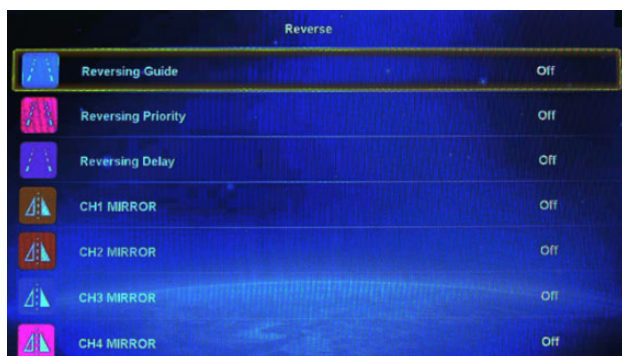 Reverse
Reversing Guide Off
Reversing Priority Off
Reversing Delay Off
CH1 MIRROR Off
CH2 MIRROR Off
CH3 MIRROR Off
CH4 MIRROR Off